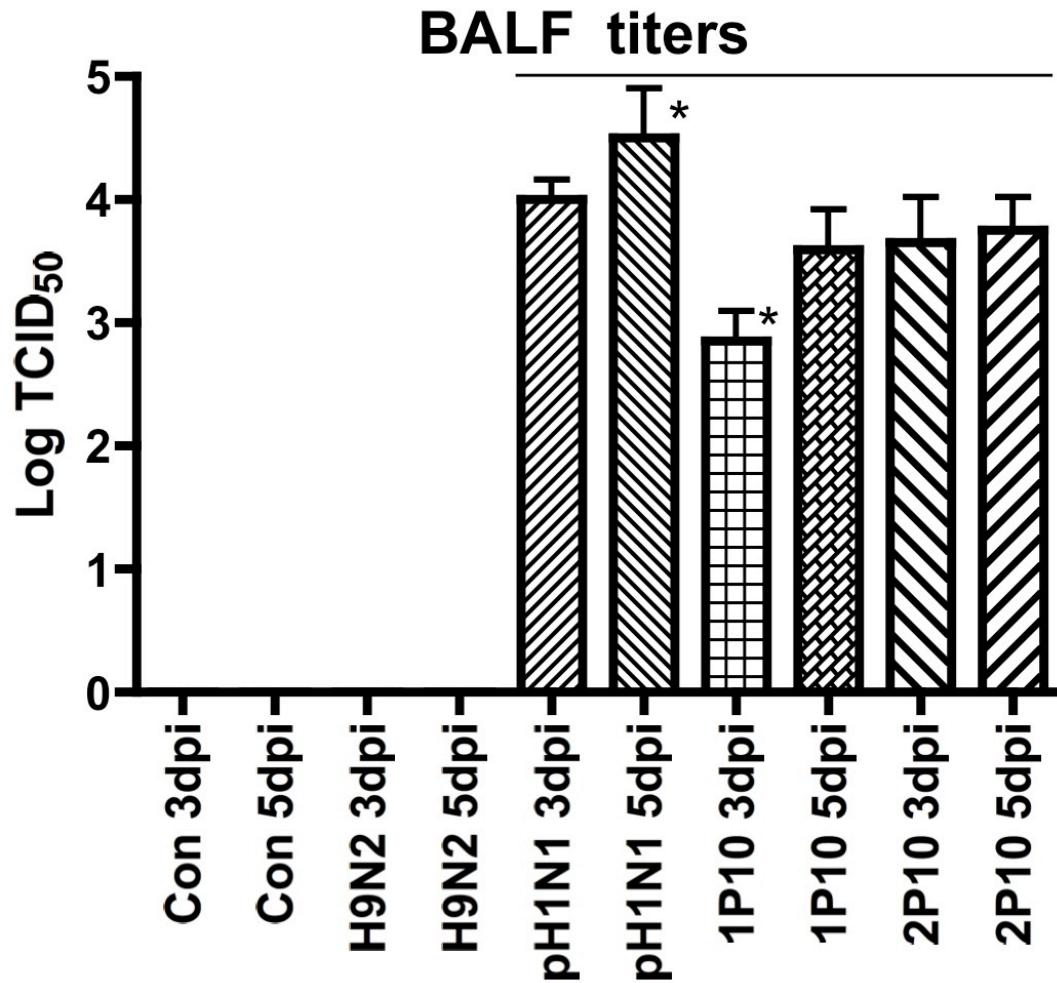 BALF titers
Log TCID50
5
4
3
2
1
0
*
*
Con 3dpi
Con 5dpi
H9N2 3dpi
H9N2 5dpi
pH1N1 3dpi
pH1N1 5dpi
1P10 3dpi
1P10 5dpi
2P10 3dpi
2P10 5dpi